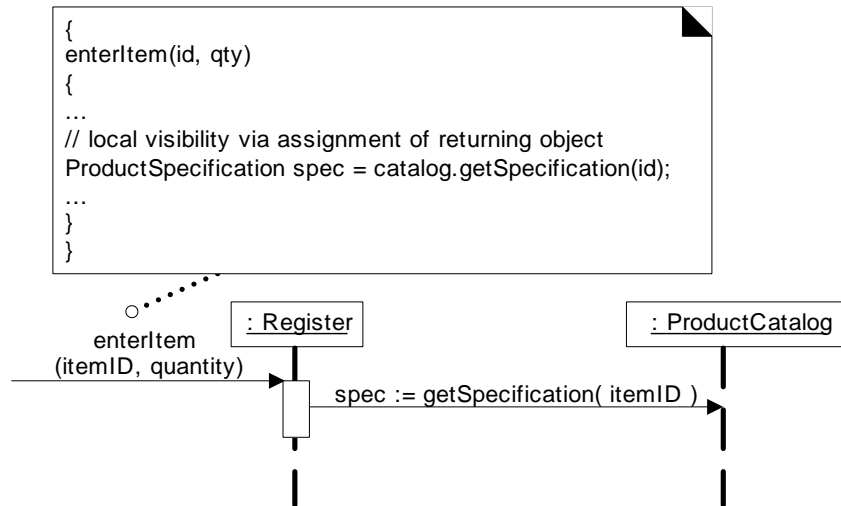 {
enterItem(id, qty)
{
...
// local visibility via assignment of returning object
ProductSpecification spec = catalog.getSpecification(id);
...
}
}
: Register
: ProductCatalog
enterItem
(itemID, quantity)
spec := getSpecification( itemID )